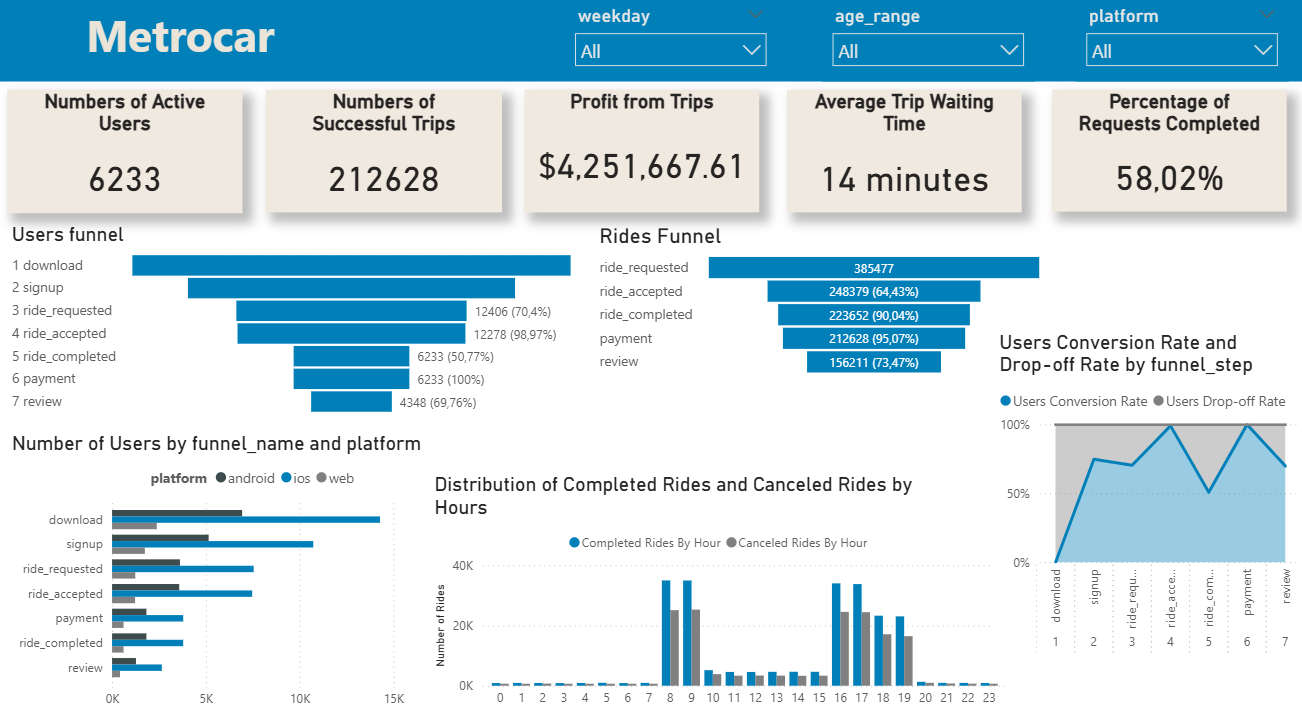 Metrocar
weekday
All
age_range
All
platform
All
Numbers of Active
Users
6233
Numbers of
Successful Trips
212628
Profit from Trips
$4,251,667.61
Average Trip Waiting
Time
14 minutes
Percentage of
Requests Completed
58,02%
Users funnel
1 download
2 signup
3 ride_requested
12406 (70,4%)
4 ride_accepted
12278 (98,97%)
5 ride_completed
6233 (50,77%)
6 payment
6233 (100%)
7 review
4348 (69,76%)
Rides Funnel
ride_requested
385477
ride_accepted
248379 (64,43%)
ride_completed
223652 (90,04%)
payment
212628 (95,07%)
review
156211 (73,47%)
Users Conversion Rate and
Drop-off Rate by funnel_step
Users Conversion Rate Users Drop-off Rate
100%
50%
0%
download signup ride_requ... ride_acce... ride_com... payment review
1 2 3 4 5 6 7
Number of Users by funnel_name and platform
platform android ios web
download
signup
ride_requested
ride_accepted
payment
ride_completed
review
0K 5K 10K 15K
Distribution of Completed Rides and Canceled Rides by
Hours
Completed Rides By Hour Canceled Rides By Hour
Number of Rides
40K
20K
0K
0 1 2 3 4 5 6 7 8 9 10 11 12 13 14 15 16 17 18 19 20 21 22 23